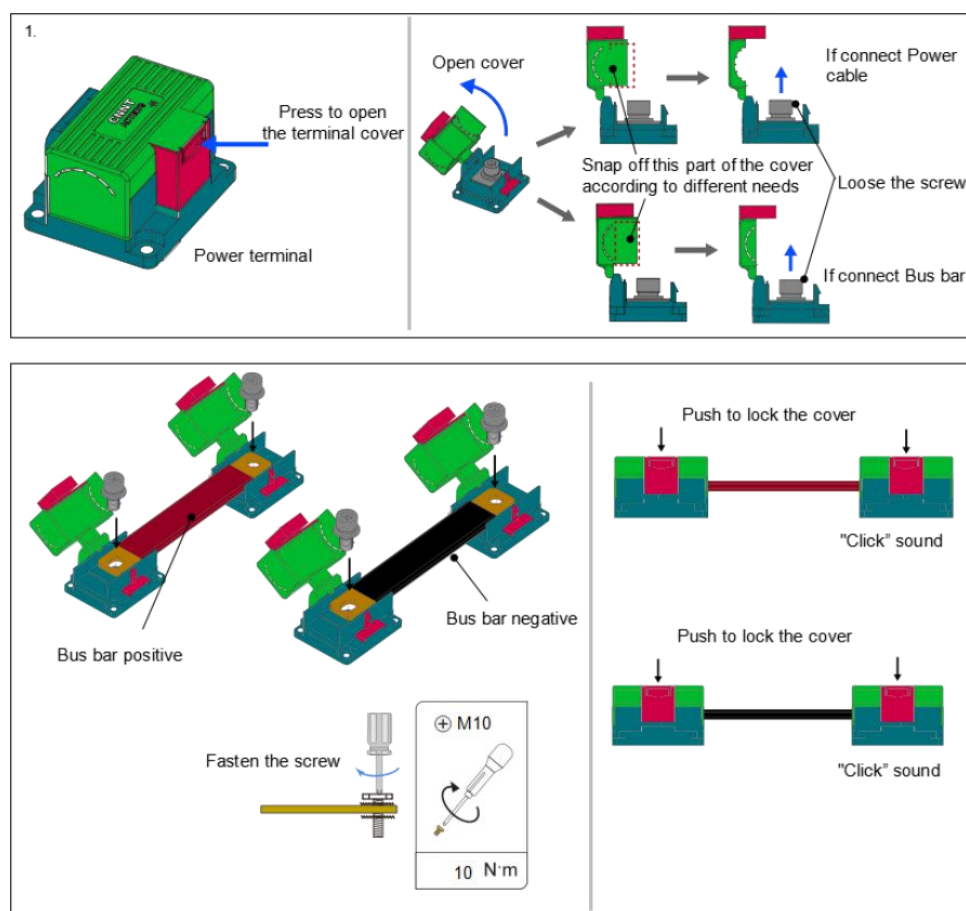 1.
Press to open
the terminal cover
Power terminal
Open cover
If connect Power
cable
Snap off this part of the cover
according to different needs
Loose the screw
If connect Bus bar
Bus bar positive
Bus bar negative
Fasten the screw
M10
10 N·m
Push to lock the cover
"Click” sound
Push to lock the cover
"Click” sound